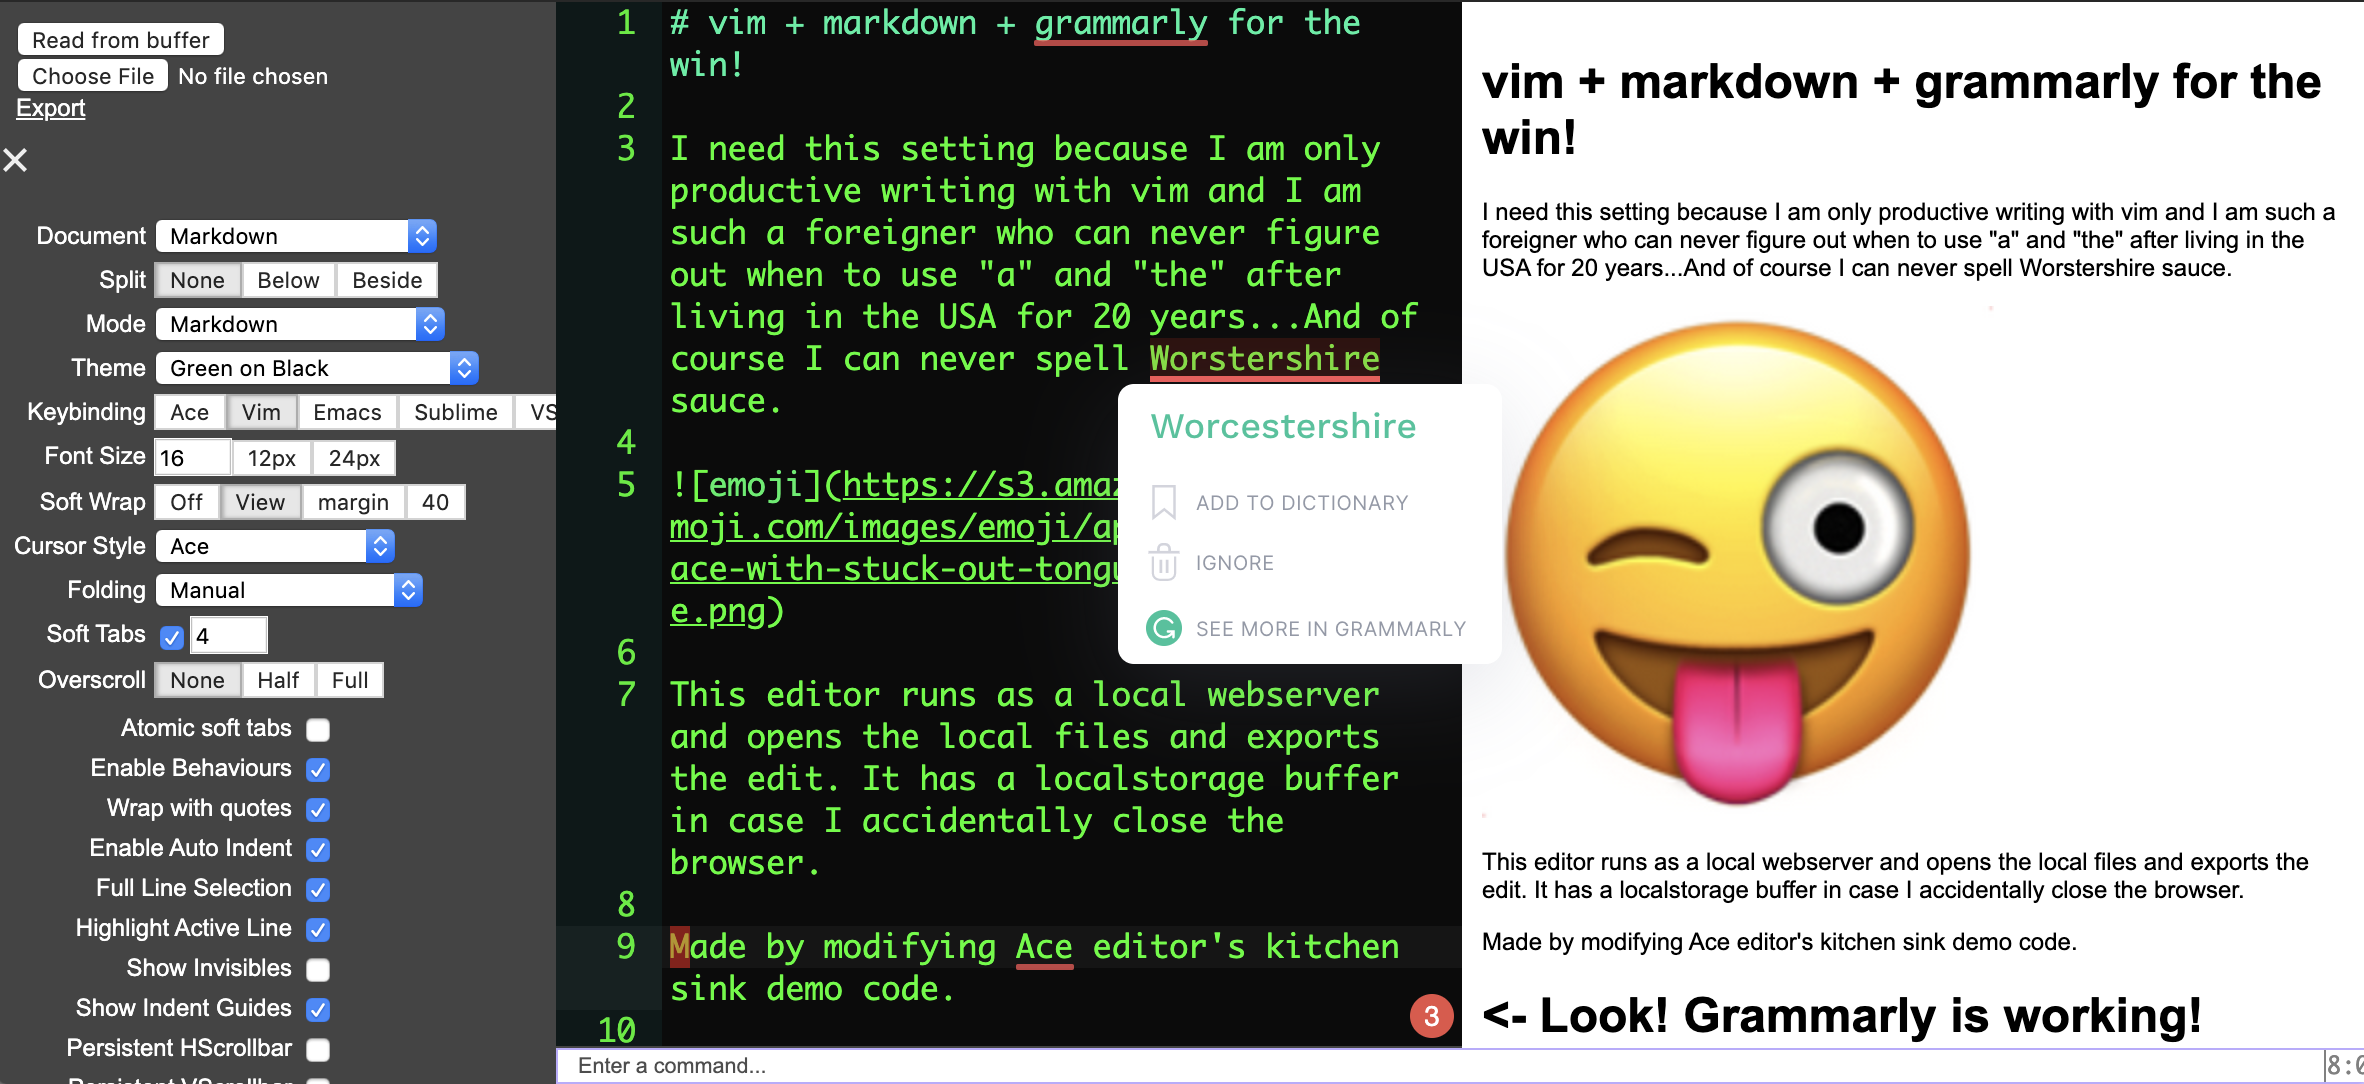 Read from buffer
Choose File No file chosen
Export
Document Markdown
Split None Below Beside
Mode Markdown
Theme Green on Black
Keybinding Ace Vim Emacs Sublime VS
Font Size 16 12px 24px
Soft Wrap Off View margin 40
Cursor Style Ace
Folding Manual
Soft Tabs 4
Overscroll None Half Full
Atomic soft tabs
Enable Behaviours
Wrap with quotes
Enable Auto Indent
Full Line Selection
Highlight Active Line
Show Invisibles
Show Indent Guides
Persistent HScrollbar
1 # vim + markdown + grammarly for the
win!
2
3 I need this setting because I am only
productive writing with vim and I am
such a foreigner who can never figure
out when to use "a" and "the" after
living in the USA for 20 years...And of
course I can never spell Worstershire
sauce.
4
5 ![emoji](https://s3.amaz
moji.com/images/emoji/ap
ace-with-stuck-out-tongu
e.png)
6
7 This editor runs as a local webserver
and opens the local files and exports
the edit. It has a localstorage buffer
in case I accidentally close the
browser.
8
9 Made by modifying Ace editor's kitchen
sink demo code.
10
Worcestershire
ADD TO DICTIONARY
IGNORE
SEE MORE IN GRAMMARLY
3
Enter a command...
vim + markdown + grammarly for the
win!
I need this setting because I am only productive writing with vim and I am such a
foreigner who can never figure out when to use "a" and "the" after living in the
USA for 20 years...And of course I can never spell Worstershire sauce.
This editor runs as a local webserver and opens the local files and exports the
edit. It has a localstorage buffer in case I accidentally close the browser.
Made by modifying Ace editor's kitchen sink demo code.
<- Look! Grammarly is working!